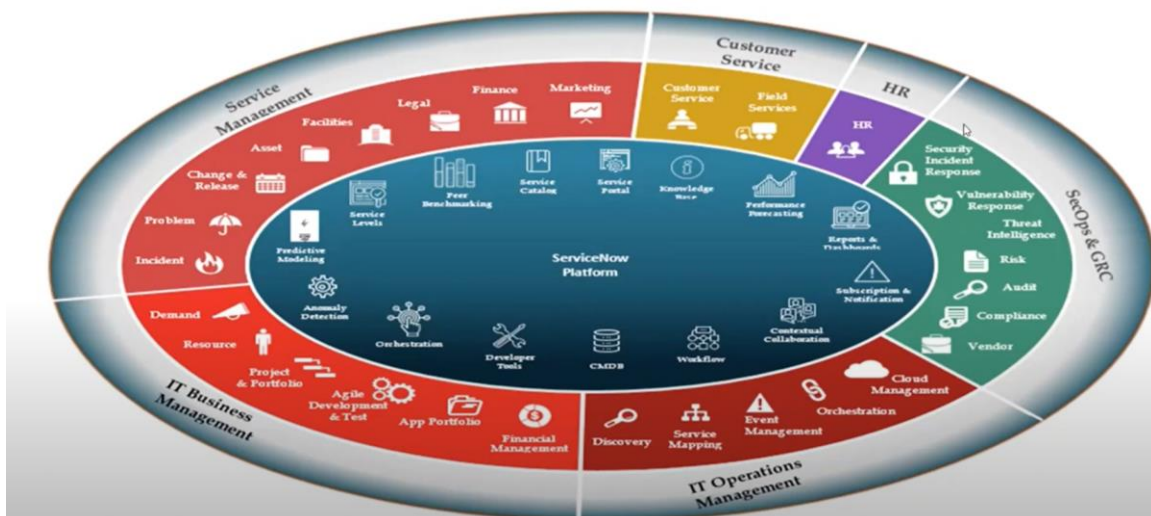 Service
Management
Customer
Service
HR
SecOps & GRC
IT Operations
Management
IT Business
Management
Incident
Problem
Change &
Release
Asset
Facilities
Legal
Finance
Marketing
Customer
Service
Field
Services
HR
Security
Incident
Response
Vulnerability
Response
Threat
Intelligence
Risk
Audit
Compliance
Vendor
Cloud
Management
Orchestration
Event
Management
Service
Mapping
Discovery
Financial
Management
App Portfolio
Agile
Development
& Test
Project
& Portfolio
Resource
Demand
Predictive
Modeling
Service
Levels
Peer
Benchmarking
Service
Catalog
Service
Portal
Knowledge
Base
Performance
Forecasting
Reports &
Dashboards
Subscription &
Notification
Contextual
Collaboration
Workflow
CMDB
Developer
Tools
Orchestration
Anomaly
Detection
ServiceNow
Platform